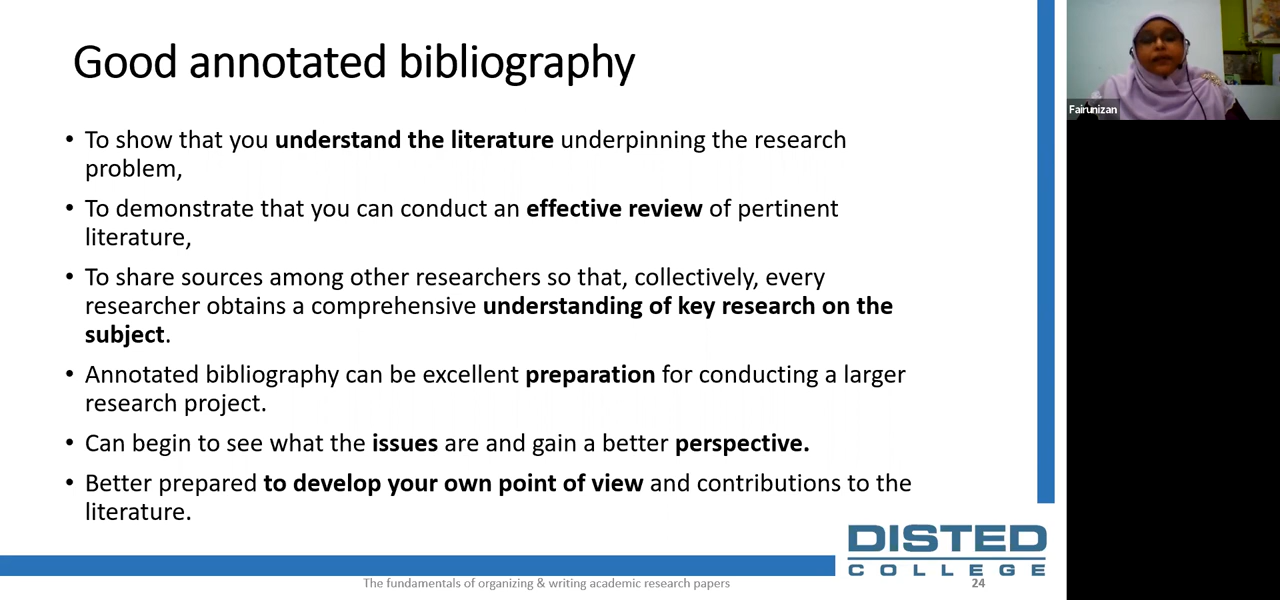 Good annotated bibliography
• To show that you understand the literature underpinning the research
problem,
• To demonstrate that you can conduct an effective review of pertinent
literature,
• To share sources among other researchers so that, collectively, every
researcher obtains a comprehensive understanding of key research on the
subject.
• Annotated bibliography can be excellent preparation for conducting a larger
research project.
• Can begin to see what the issues are and gain a better perspective.
• Better prepared to develop your own point of view and contributions to the
literature.
DISTED
COLLEGE
The fundamentals of organizing & writing academic research papers
24
Fairunizan